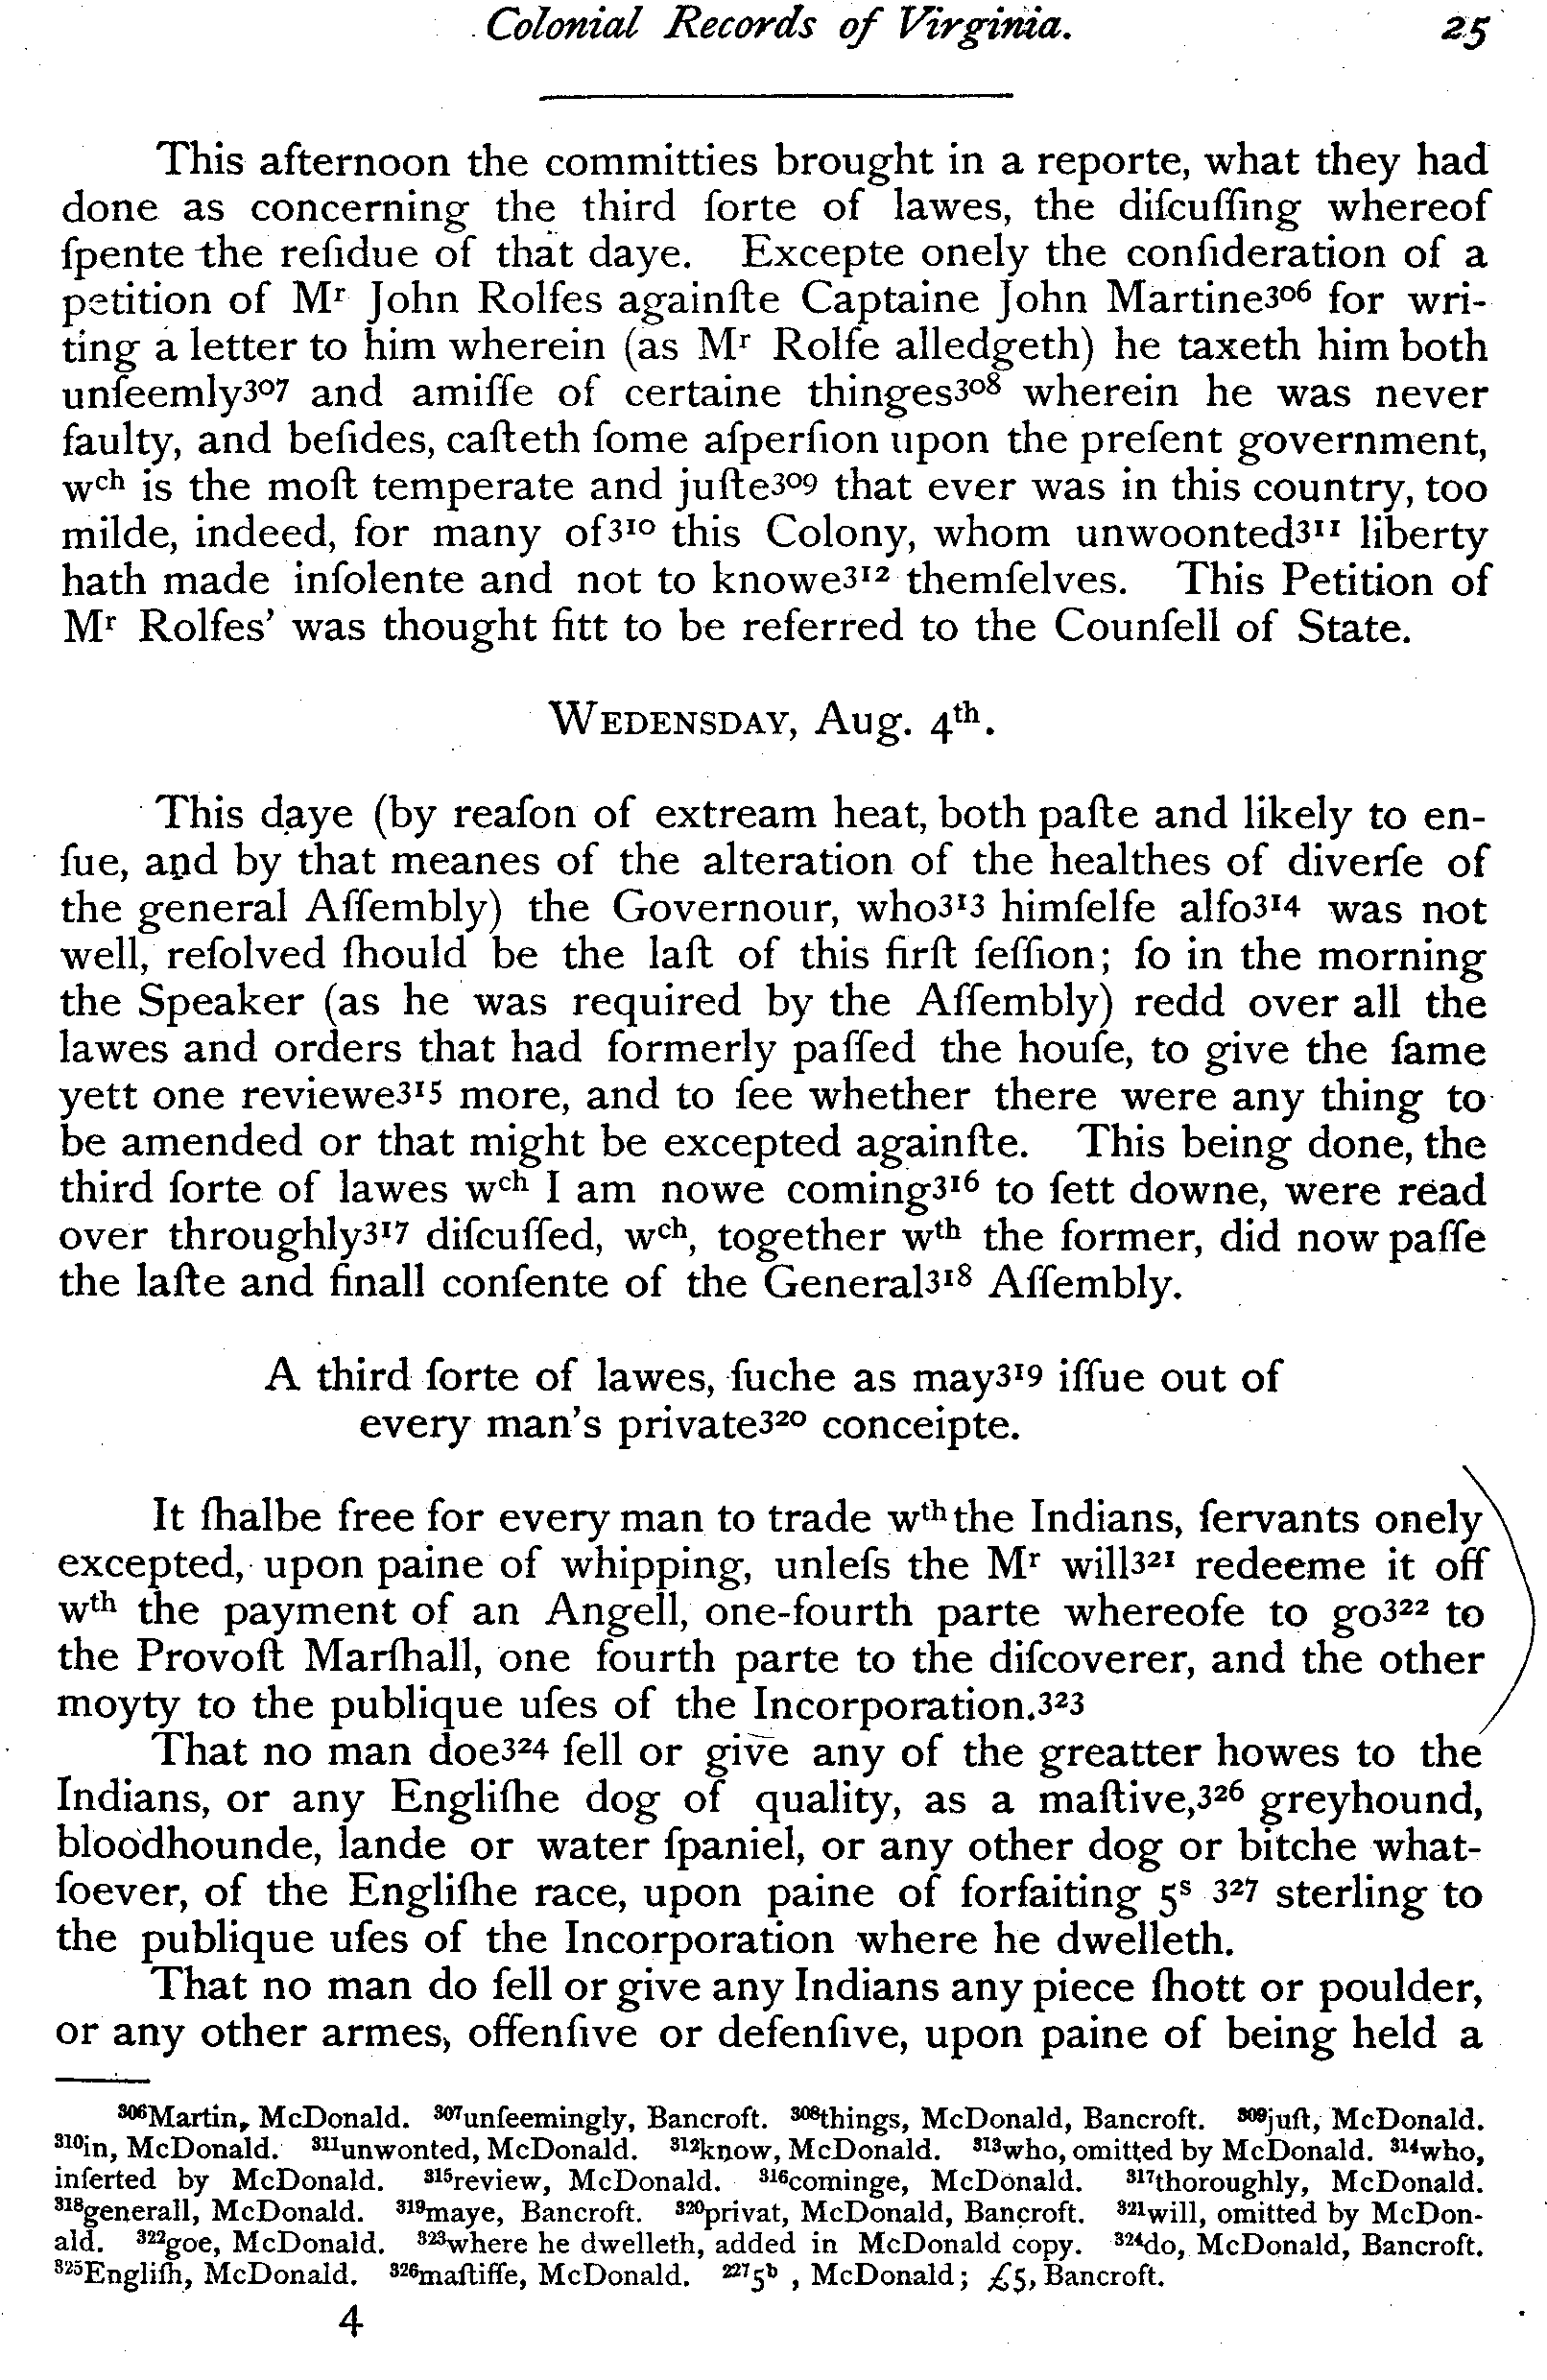 Colonial Records of Virginia. 25
This afternoon the committies brought in a reporte, what they had
done as concerning the third ſorte of lawes, the diſcuſſing whereof
ſpente the reſidue of that daye. Excepte onely the conſideration of a
petition of Mʳ John Rolfes againſte Captaine John Martine³⁰⁶ for wri-
ting a letter to him wherein (as Mʳ Rolfe alledgeth) he taxeth him both
unſeemly³⁰⁷ and amiſſe of certaine thinges³⁰⁸ wherein he was never
faulty, and beſides, caſteth ſome aſperſion upon the preſent government,
wᶜʰ is the moſt temperate and juſte³⁰⁹ that ever was in this country, too
milde, indeed, for many of³¹⁰ this Colony, whom unwoonted³¹¹ liberty
hath made inſolente and not to knowe³¹² themſelves. This Petition of
Mʳ Rolfes' was thought fitt to be referred to the Counſell of State.
WEDENSDAY, Aug. 4ᵗʰ.
This daye (by reaſon of extream heat, both paſte and likely to en-
ſue, and by that meanes of the alteration of the healthes of diverſe of
the general Aſſembly) the Governour, who³¹³ himſelfe alſo³¹⁴ was not
well, reſolved ſhould be the laſt of this firſt ſeſſion; ſo in the morning
the Speaker (as he was required by the Aſſembly) redd over all the
lawes and orders that had formerly paſſed the houſe, to give the ſame
yett one reviewe³¹⁵ more, and to ſee whether there were any thing to
be amended or that might be excepted againſte. This being done, the
third ſorte of lawes wᶜʰ I am nowe coming³¹⁶ to ſett downe, were read
over throughly³¹⁷ diſcuſſed, wᶜʰ, together wᵗʰ the former, did now paſſe
the laſte and finall conſente of the General³¹⁸ Aſſembly.
A third ſorte of lawes, ſuche as may³¹⁹ iſſue out of
every man's private³²⁰ conceipte.
It ſhalbe free for every man to trade wᵗʰ the Indians, ſervants onely
excepted, upon paine of whipping, unleſs the Mʳ will³²¹ redeeme it off
wᵗʰ the payment of an Angell, one-fourth parte whereofe to go³²² to
the Provoſt Marſhall, one fourth parte to the diſcoverer, and the other
moyty to the publique uſes of the Incorporation.³²³
That no man doe³²⁴ ſell or give any of the greatter howes to the
Indians, or any Engliſhe dog of quality, as a maſtive,³²⁶ greyhound,
bloodhounde, lande or water ſpaniel, or any other dog or bitche what-
ſoever, of the Engliſhe race, upon paine of forfaiting 5ˢ ³²⁷ sterling to
the publique uſes of the Incorporation where he dwelleth.
That no man do ſell or give any Indians any piece ſhott or poulder,
or any other armes, offenſive or defenſive, upon paine of being held a
³⁰⁶Martin, McDonald. ³⁰⁷unſeemingly, Bancroft. ³⁰⁸things, McDonald, Bancroft. ³⁰⁹juſt, McDonald.
³¹⁰in, McDonald. ³¹¹unwonted, McDonald. ³¹²know, McDonald. ³¹³who, omitted by McDonald. ³¹⁴who,
inſerted by McDonald. ³¹⁵review, McDonald. ³¹⁶cominge, McDonald. ³¹⁷thoroughly, McDonald.
³¹⁸generall, McDonald. ³¹⁹maye, Bancroft. ³²⁰privat, McDonald, Bancroft. ³²¹will, omitted by McDon-
ald. ³²²goe, McDonald. ³²³where he dwelleth, added in McDonald copy. ³²⁴do, McDonald, Bancroft.
³²⁵Engliſh, McDonald. ³²⁶maſtiffe, McDonald. ²²⁷5ᵇ , McDonald; £5, Bancroft.
4